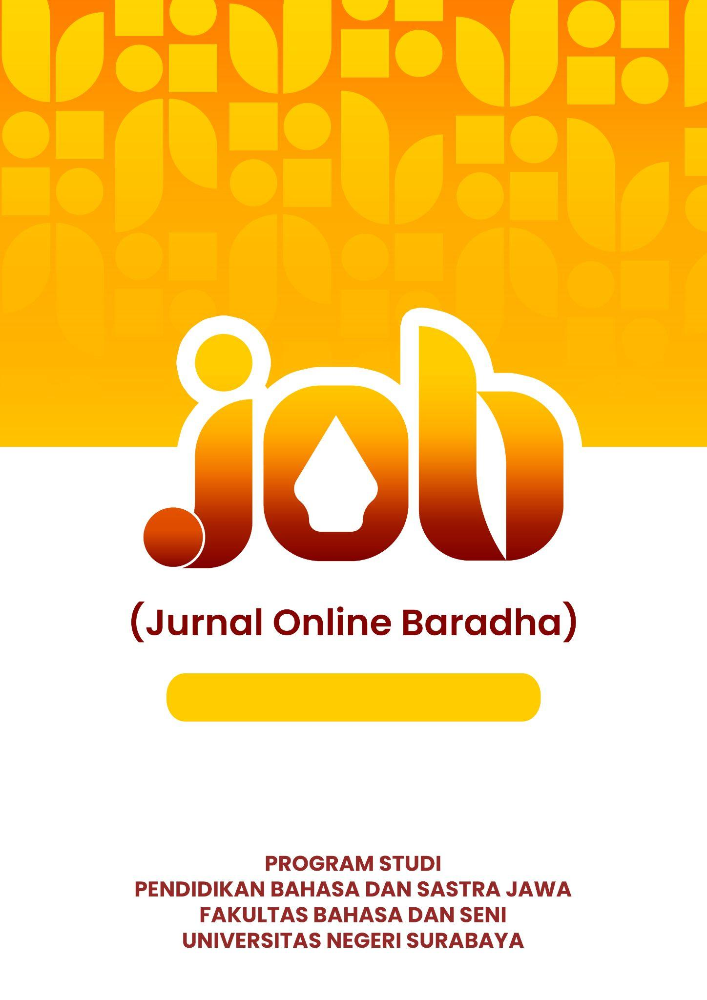 job
(Jurnal Online Baradha)
PROGRAM STUDI
PENDIDIKAN BAHASA DAN SASTRA JAWA
FAKULTAS BAHASA DAN SENI
UNIVERSITAS NEGERI SURABAYA